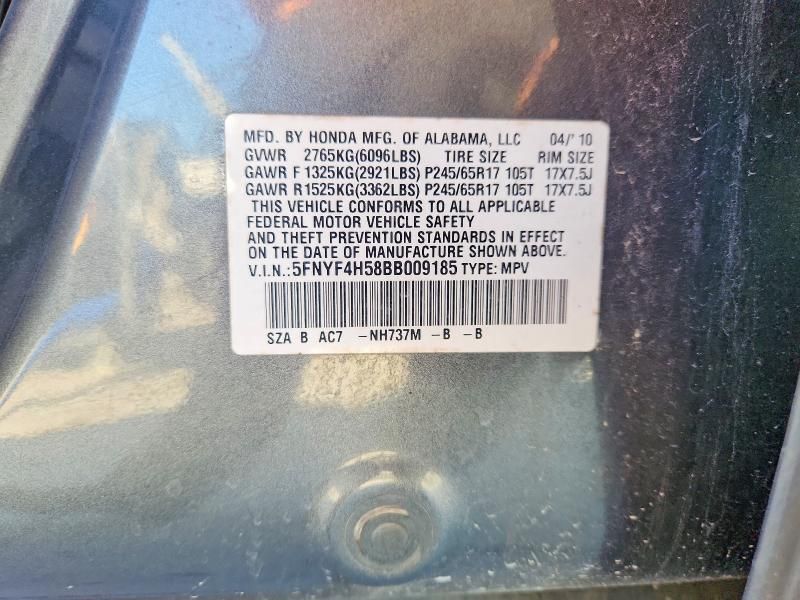 MFD. BY HONDA MFG. OF ALABAMA, LLC 04/'10
GVWR 2765KG(6096LBS) TIRE SIZE RIM SIZE
GAWR F 1325KG(2921LBS) P245/65R17 105T 17X7.5J
GAWR R 1525KG(3362LBS) P245/65R17 105T 17X7.5J
THIS VEHICLE CONFORMS TO ALL APPLICABLE
FEDERAL MOTOR VEHICLE SAFETY
AND THEFT PREVENTION STANDARDS IN EFFECT
ON THE DATE OF MANUFACTURE SHOWN ABOVE.
V.I.N.:5FNYF4H58BB009185 TYPE: MPV
SZA B AC7 -NH737M -B -B